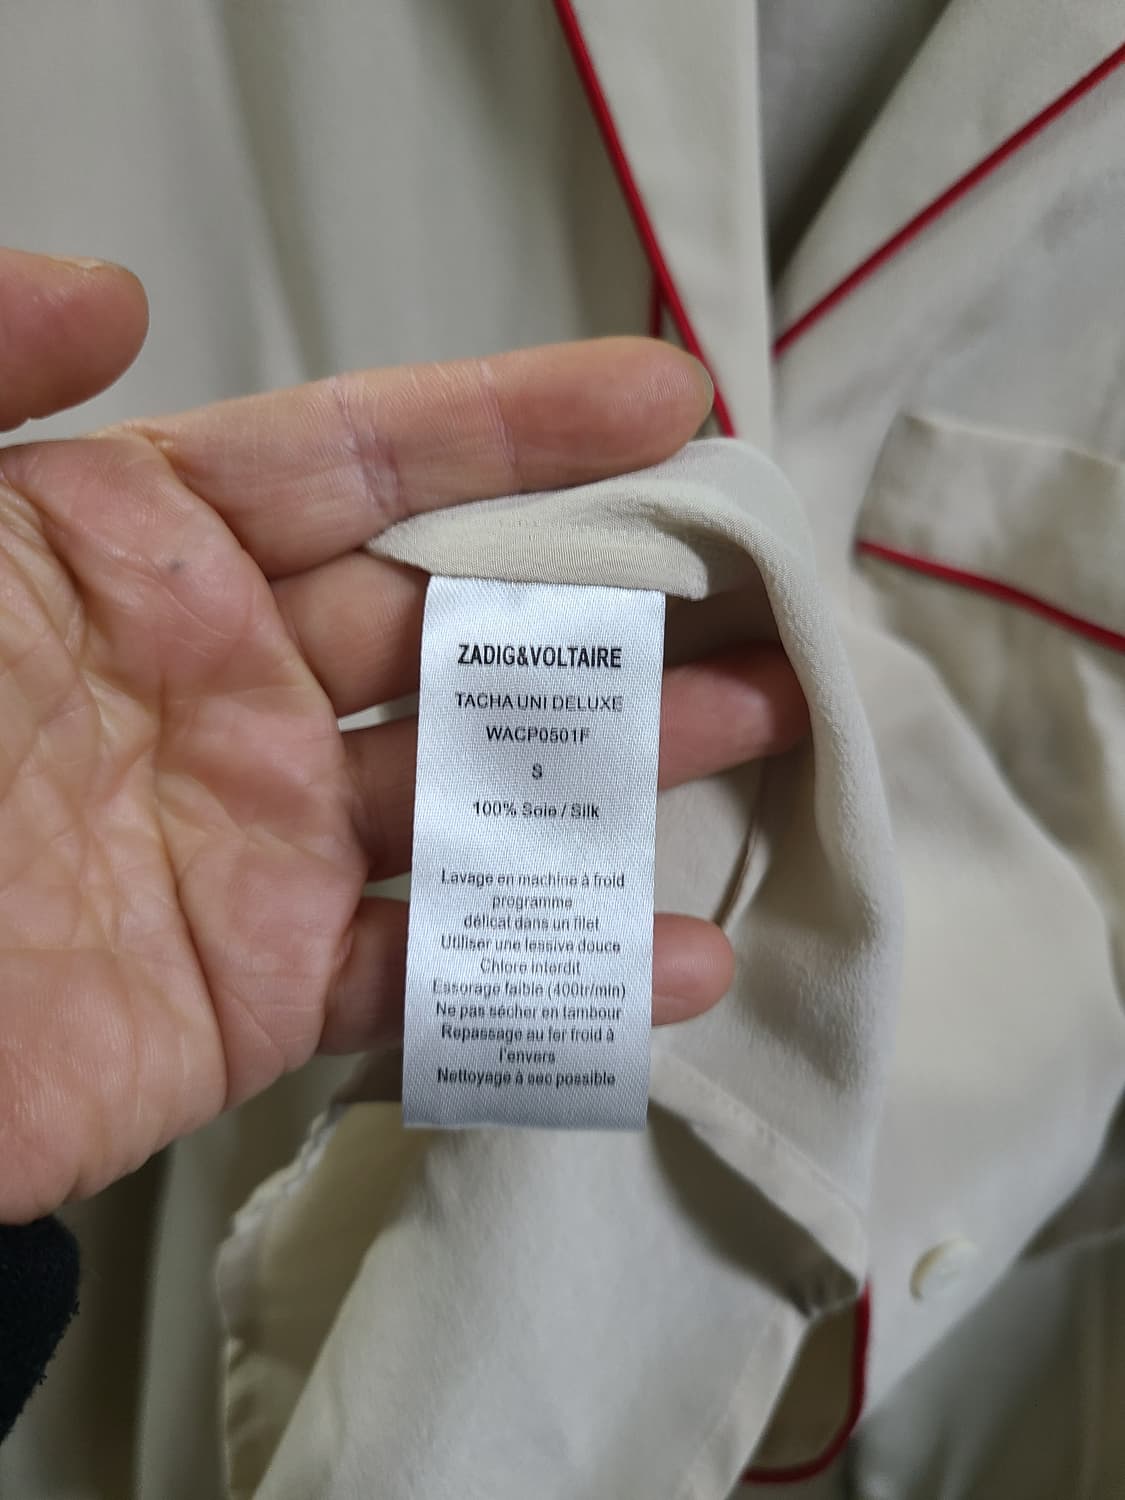 ZADIG&VOLTAIRE
TACHA UNI DELUXE
WACP0501F
S
100% Soie / Silk
Lavage en machine à froid
programme
délicat dans un filet
Utiliser une lessive douce
Chlore interdit
Essorage faible (400tr/min)
Ne pas sécher en tambour
Repassage au fer froid à
l'envers
Nettoyage à sec possible